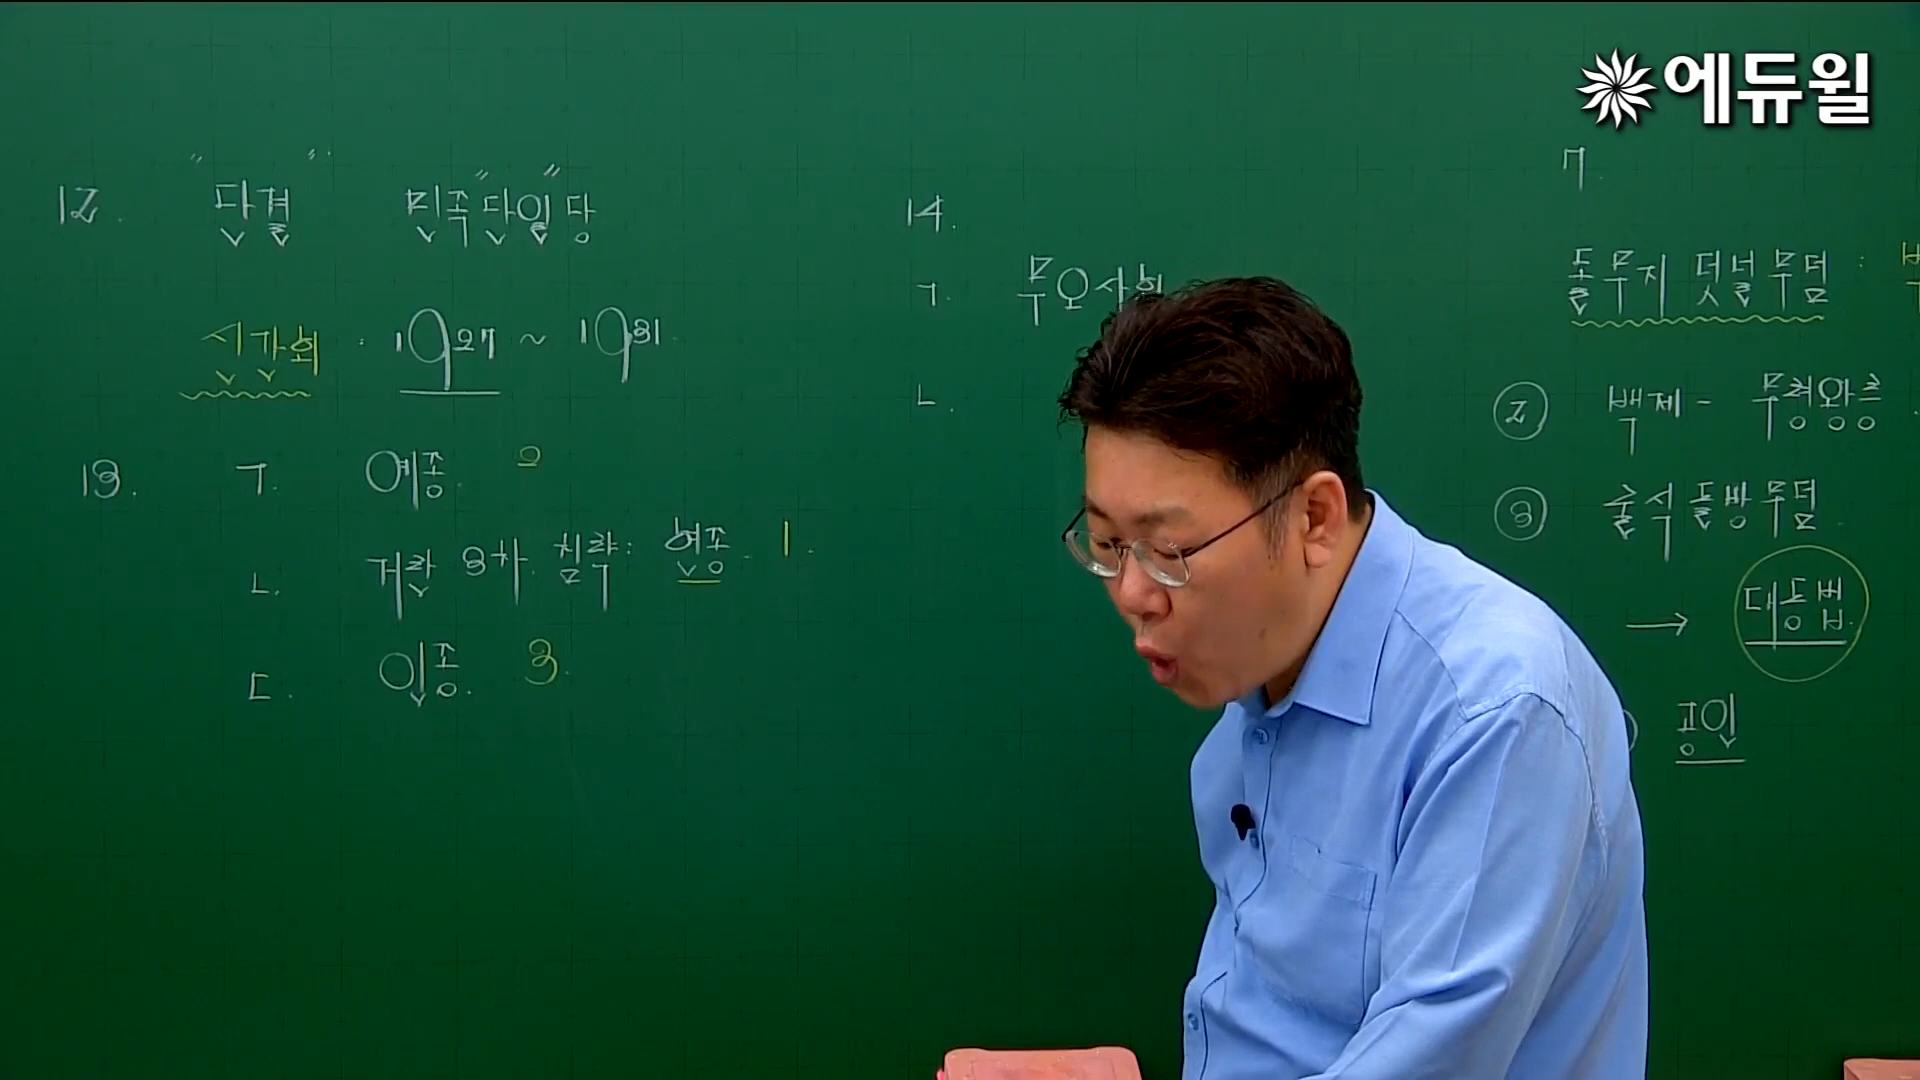 에듀윌
12. "단결" 민족 "단일" 당
신간회 : 1927 ~ 1931.
13. ㄱ. 예종. 2
ㄴ. 거란 3차. 침략: 현종. 1.
ㄷ. 인종. 3.
14.
ㄱ. 무오사화
ㄴ.
7.
돌무지 덧널무덤 :
② 백제 - 무령왕릉
③ 굴식 돌방무덤.
→ 대동법.
공인